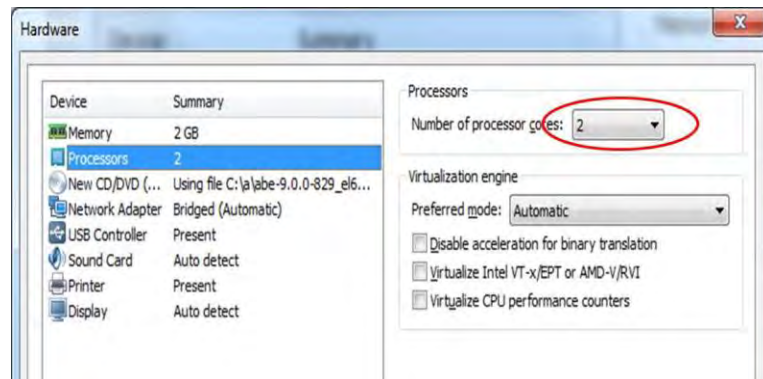 Hardware
Device Summary
Memory 2 GB
Processors 2
New CD/DVD (... Using file C:\a\abe-9.0.0-829_el6...
Network Adapter Bridged (Automatic)
USB Controller Present
Sound Card Auto detect
Printer Present
Display Auto detect
Processors
Number of processor cores: 2
Virtualization engine
Preferred mode: Automatic
Disable acceleration for binary translation
Virtualize Intel VT-x/EPT or AMD-V/RVI
Virtualize CPU performance counters